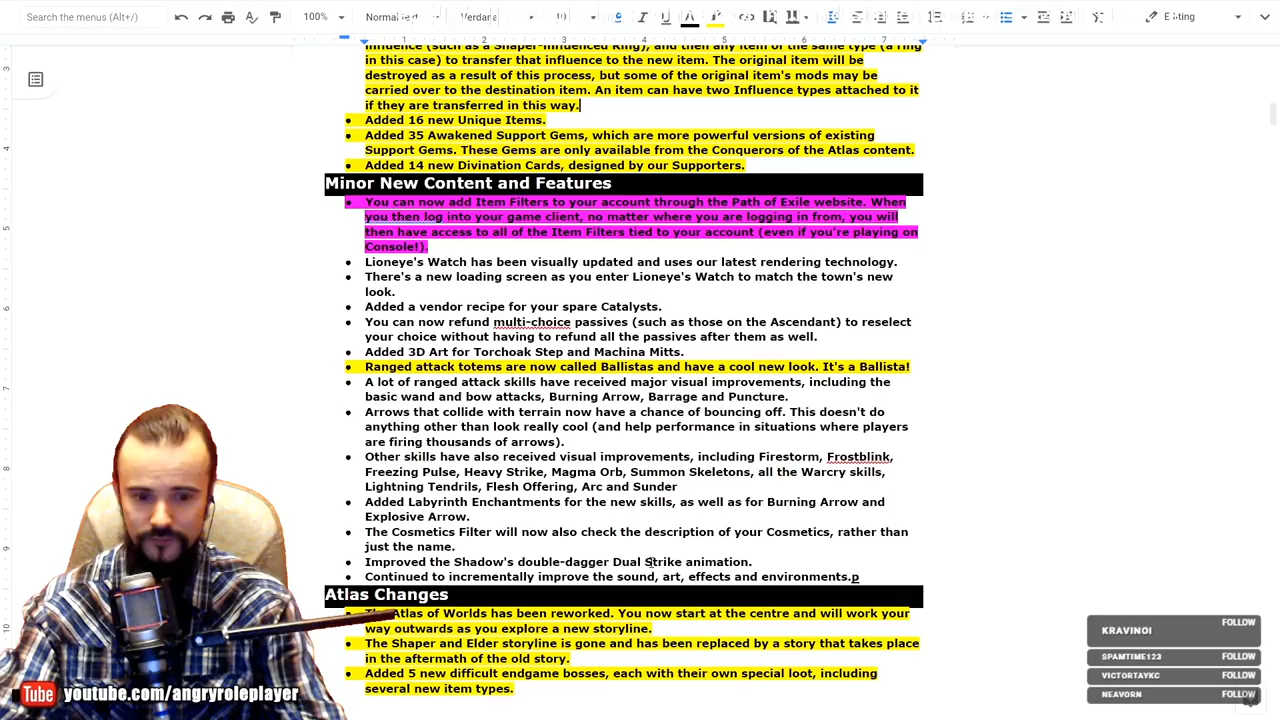 Search the menus (Alt+/)
100%
Normal
Verdana
10
Editing
1 2 3 4 5 6 7
influence (such as a Shaper-influenced Ring), and then any item of the same type (a ring
in this case) to transfer that influence to the new item. The original item will be
destroyed as a result of this process, but some of the original item's mods may be
carried over to the destination item. An item can have two Influence types attached to it
if they are transferred in this way.
● Added 16 new Unique Items.
● Added 35 Awakened Support Gems, which are more powerful versions of existing
Support Gems. These Gems are only available from the Conquerors of the Atlas content.
● Added 14 new Divination Cards, designed by our Supporters.
Minor New Content and Features
● You can now add Item Filters to your account through the Path of Exile website. When
you then log into your game client, no matter where you are logging in from, you will
then have access to all of the Item Filters tied to your account (even if you're playing on
Console!).
● Lioneye's Watch has been visually updated and uses our latest rendering technology.
● There's a new loading screen as you enter Lioneye's Watch to match the town's new
look.
● Added a vendor recipe for your spare Catalysts.
● You can now refund multi-choice passives (such as those on the Ascendant) to reselect
your choice without having to refund all the passives after them as well.
● Added 3D Art for Torchoak Step and Machina Mitts.
● Ranged attack totems are now called Ballistas and have a cool new look. It's a Ballista!
● A lot of ranged attack skills have received major visual improvements, including the
basic wand and bow attacks, Burning Arrow, Barrage and Puncture.
● Arrows that collide with terrain now have a chance of bouncing off. This doesn't do
anything other than look really cool (and help performance in situations where players
are firing thousands of arrows).
● Other skills have also received visual improvements, including Firestorm, Frostblink,
Freezing Pulse, Heavy Strike, Magma Orb, Summon Skeletons, all the Warcry skills,
Lightning Tendrils, Flesh Offering, Arc and Sunder
● Added Labyrinth Enchantments for the new skills, as well as for Burning Arrow and
Explosive Arrow.
● The Cosmetics Filter will now also check the description of your Cosmetics, rather than
just the name.
● Improved the Shadow's double-dagger Dual Strike animation.
● Continued to incrementally improve the sound, art, effects and environments.p
Atlas Changes
Atlas of Worlds has been reworked. You now start at the centre and will work your
way outwards as you explore a new storyline.
● The Shaper and Elder storyline is gone and has been replaced by a story that takes place
in the aftermath of the old story.
● Added 5 new difficult endgame bosses, each with their own special loot, including
several new item types.
3
4
5
6
7
8
9
10
Tube youtube.com/angryroleplayer
KRAVINOI FOLLOW
SPAMTIME123 FOLLOW
VICTORTAYKC FOLLOW
NEAVORN FOLLOW